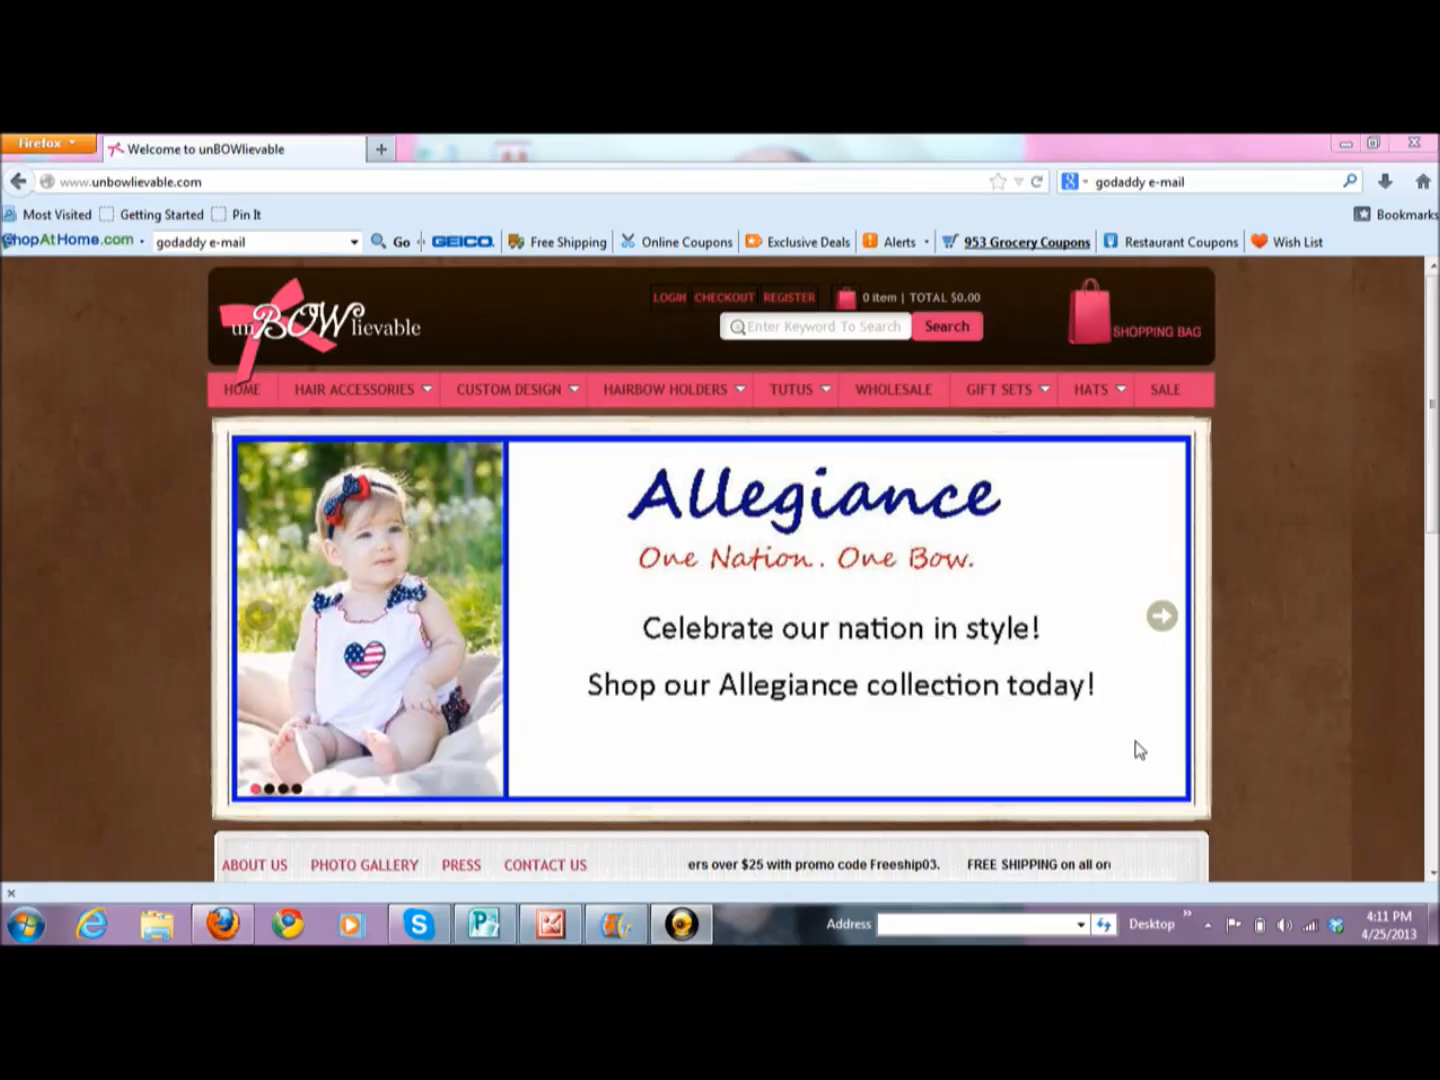 Firefox
Welcome to unBOWlievable
www.unbowlievable.com
godaddy e-mail
Most Visited Getting Started Pin It Bookmarks
ShopAtHome.com godaddy e-mail Go GEICO. Free Shipping Online Coupons Exclusive Deals Alerts 953 Grocery Coupons Restaurant Coupons Wish List
unBOWlievable
LOGIN CHECKOUT REGISTER 0 item | TOTAL $0.00
Enter Keyword To Search Search
SHOPPING BAG
HOME HAIR ACCESSORIES CUSTOM DESIGN HAIRBOW HOLDERS TUTUS WHOLESALE GIFT SETS HATS SALE
Allegiance
One Nation. One Bow.
Celebrate our nation in style!
Shop our Allegiance collection today!
ABOUT US PHOTO GALLERY PRESS CONTACT US ers over $25 with promo code Freeship03. FREE SHIPPING on all or
Address Desktop 4:11 PM
4/25/2013